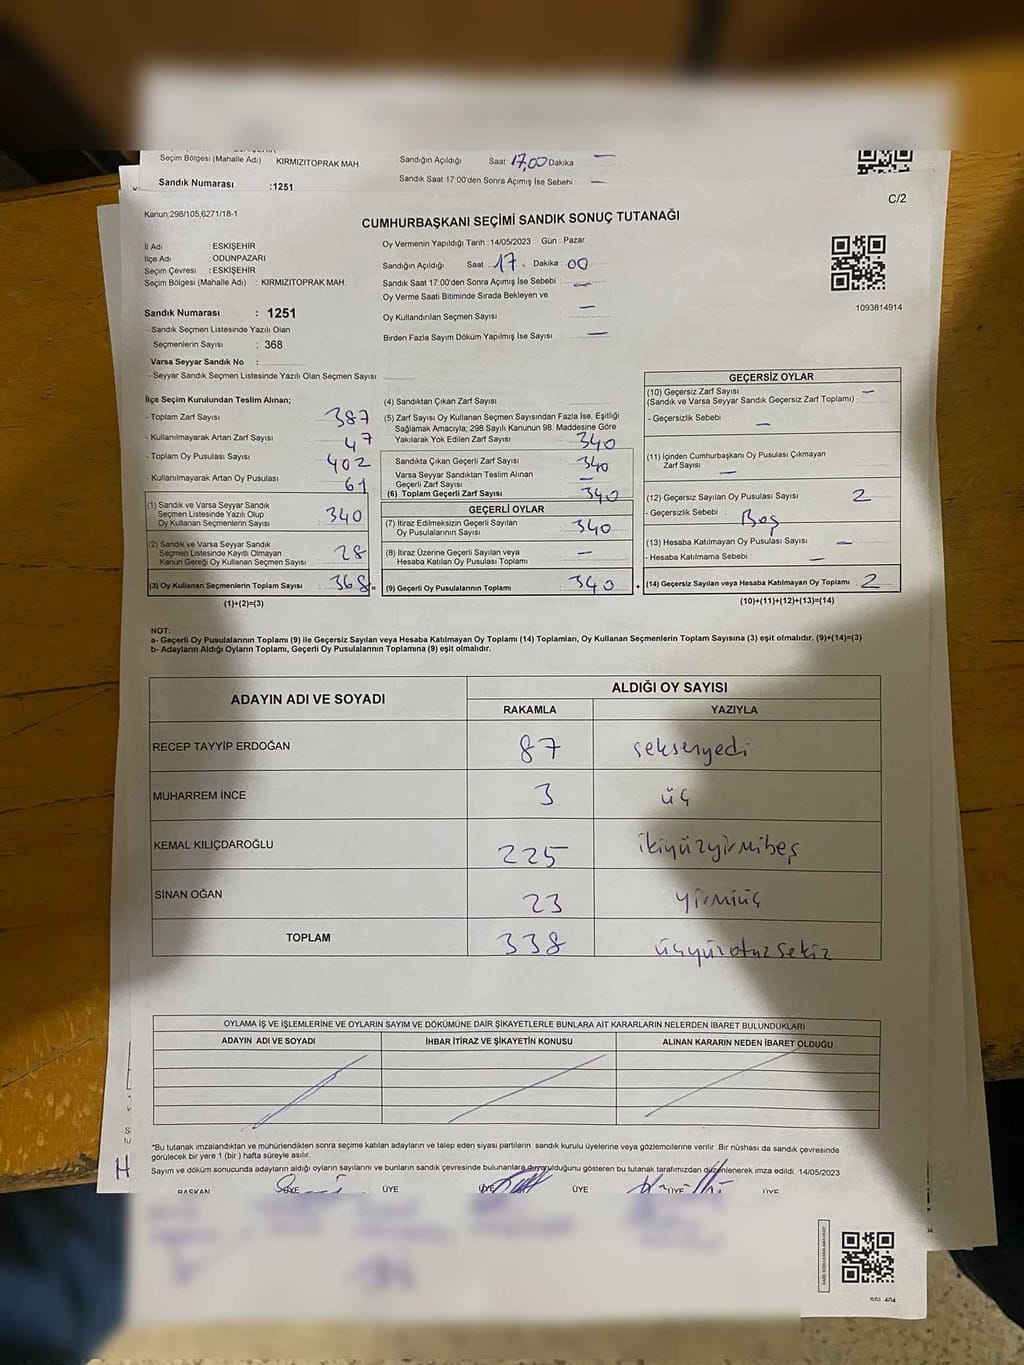 Seçim Bölgesi (Mahalle Adı) : KIRMIZITOPRAK MAH.
Sandığın Açıldığı Saat: 17,00 Dakika —
Sandık Numarası :1251
Sandık Saat 17:00'den Sonra Açımış İse Sebebi —
C/2
Kanun;298/105,6271/18-1
CUMHURBAŞKANI SEÇİMİ SANDIK SONUÇ TUTANAĞI
İl Adı : ESKİŞEHİR
İlçe Adı : ODUNPAZARI
Seçim Çevresi : ESKİŞEHİR
Seçim Bölgesi (Mahalle Adı) : KIRMIZITOPRAK MAH.
Oy Vermenin Yapıldığı Tarih :14/05/2023 Gün : Pazar
Sandığın Açıldığı Saat : 17. Dakika : 00
Sandık Saat 17:00'den Sonra Açımış İse Sebebi : —
Oy Verme Saati Bitiminde Sırada Bekleyen ve
Oy Kullandırılan Seçmen Sayısı —
Birden Fazla Sayım Döküm Yapılmış İse Sayısı : —
1093814914
Sandık Numarası : 1251
- Sandık Seçmen Listesinde Yazılı Olan
Seçmenlerin Sayısı : 368
Varsa Seyyar Sandık No :
- Seyyar Sandık Seçmen Listesinde Yazılı Olan Seçmen Sayısı:
İlçe Seçim Kurulundan Teslim Alınan;
- Toplam Zarf Sayısı 387
- Kullanılmayarak Artan Zarf Sayısı : 47
- Toplam Oy Pusulası Sayısı 402
- Kullanılmayarak Artan Oy Pusulası 61
(1) Sandık ve Varsa Seyyar Sandık
Seçmen Listesinde Yazılı Olup
Oy Kullanan Seçmenlerin Sayısı 340
(2) Sandık ve Varsa Seyyar Sandık
Seçmen Listesinde Kayıtlı Olmayan
Kanun Gereği Oy Kullanan Seçmen Sayısı 28
(3) Oy Kullanan Seçmenlerin Toplam Sayısı : 368 =
(1)+(2)=(3)
(4) Sandıktan Çıkan Zarf Sayısı :
(5) Zarf Sayısı Oy Kullanan Seçmen Sayısından Fazla İse, Eşitliği
Sağlamak Amacıyla; 298 Sayılı Kanunun 98. Maddesine Göre
Yakılarak Yok Edilen Zarf Sayısı : 340
Sandıkta Çıkan Geçerli Zarf Sayısı : 340
Varsa Seyyar Sandıktan Teslim Alınan
Geçerli Zarf Sayısı —
(6) Toplam Geçerli Zarf Sayısı : 340
GEÇERLİ OYLAR
(7) İtiraz Edilmeksizin Geçerli Sayılan
Oy Pusulalarının Sayısı : 340
(8) İtiraz Üzerine Geçerli Sayılan veya
Hesaba Katılan Oy Pusulası Toplamı : —
(9) Geçerli Oy Pusulalarının Toplamı : 340 +
GEÇERSİZ OYLAR
(10) Geçersiz Zarf Sayısı
(Sandık ve Varsa Seyyar Sandık Geçersiz Zarf Toplamı) : —
- Geçersizlik Sebebi : —
(11) İçinden Cumhurbaşkanı Oy Pusulası Çıkmayan
Zarf Sayısı : —
(12) Geçersiz Sayılan Oy Pusulası Sayısı : 2
- Geçersizlik Sebebi : Boş
(13) Hesaba Katılmayan Oy Pusulası Sayısı : —
- Hesaba Katılmama Sebebi : —
(14) Geçersiz Sayılan veya Hesaba Katılmayan Oy Toplamı : 2
(10)+(11)+(12)+(13)=(14)
NOT:
a- Geçerli Oy Pusulalarının Toplamı (9) ile Geçersiz Sayılan veya Hesaba Katılmayan Oy Toplamı (14) Toplamları, Oy Kullanan Seçmenlerin Toplam Sayısına (3) eşit olmalıdır. (9)+(14)=(3)
b- Adayların Aldığı Oyların Toplamı, Geçerli Oy Pusulalarının Toplamına (9) eşit olmalıdır.
ADAYIN ADI VE SOYADI ALDIĞI OY SAYISI
RAKAMLA YAZIYLA
RECEP TAYYİP ERDOĞAN 87 seksenyedi
MUHARREM İNCE 3 üç
KEMAL KILIÇDAROĞLU 225 ikiyüzyirmibeş
SİNAN OĞAN 23 yirmiüç
TOPLAM 338 üçyüzotuzsekiz
OYLAMA İŞ VE İŞLEMLERİNE VE OYLARIN SAYIM VE DÖKÜMÜNE DAİR ŞİKAYETLERLE BUNLARA AİT KARARLARIN NELERDEN İBARET BULUNDUKLARI
ADAYIN ADI VE SOYADI İHBAR İTİRAZ VE ŞİKAYETİN KONUSU ALINAN KARARIN NEDEN İBARET OLDUĞU
*Bu tutanak imzalandıktan ve mühürlendikten sonra seçime katılan adayların ve talep eden siyasi partilerin sandık kurulu üyelerine veya gözlemcilerine verilir. Bir nüshası da sandık çevresinde
görülecek bir yere 1 (bir) hafta süreyle asılır.
Sayım ve döküm sonucunda adayların aldığı oyların sayılarını ve bunların sandık çevresinde bulunanlara duyurulduğunu gösteren bu tutanak tarafımızdan düzenlenerek imza edildi. 14/05/2023
BAŞKAN ÜYE ÜYE ÜYE ÜYE ÜYE ÜYE